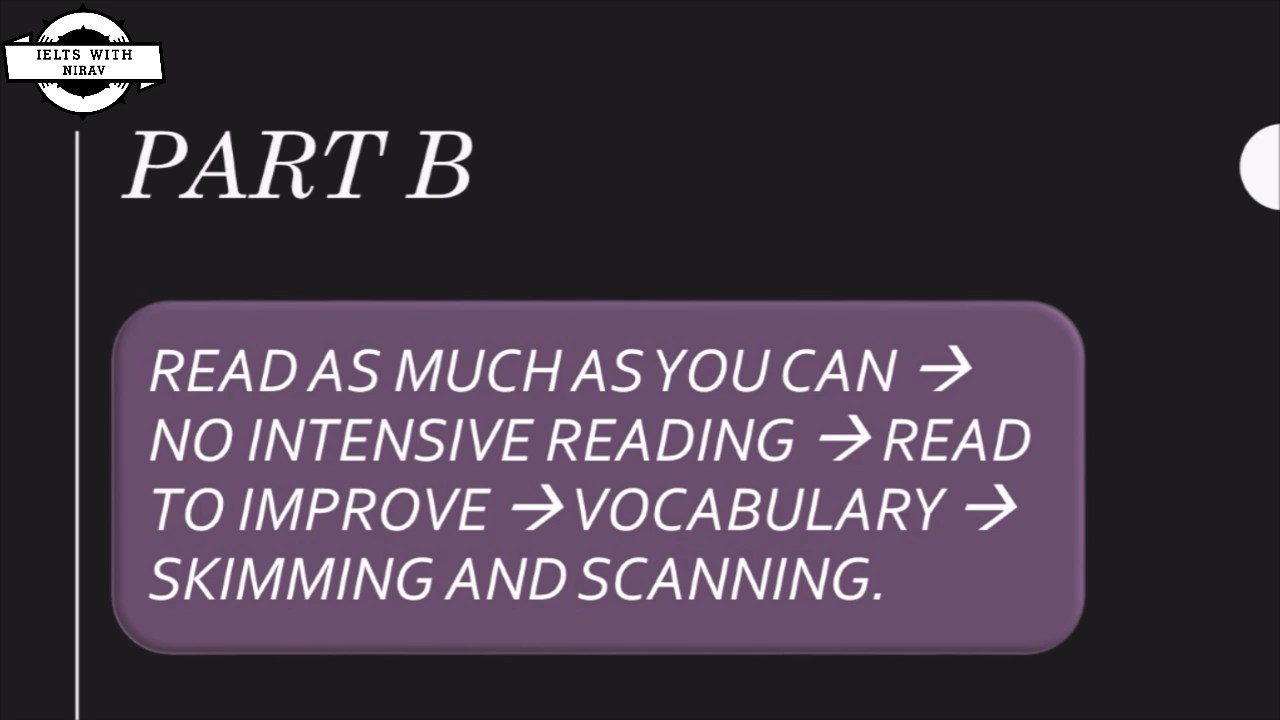 IELTS WITH
NIRAV
PART B
READ AS MUCH AS YOU CAN →
NO INTENSIVE READING → READ
TO IMPROVE → VOCABULARY →
SKIMMING AND SCANNING.